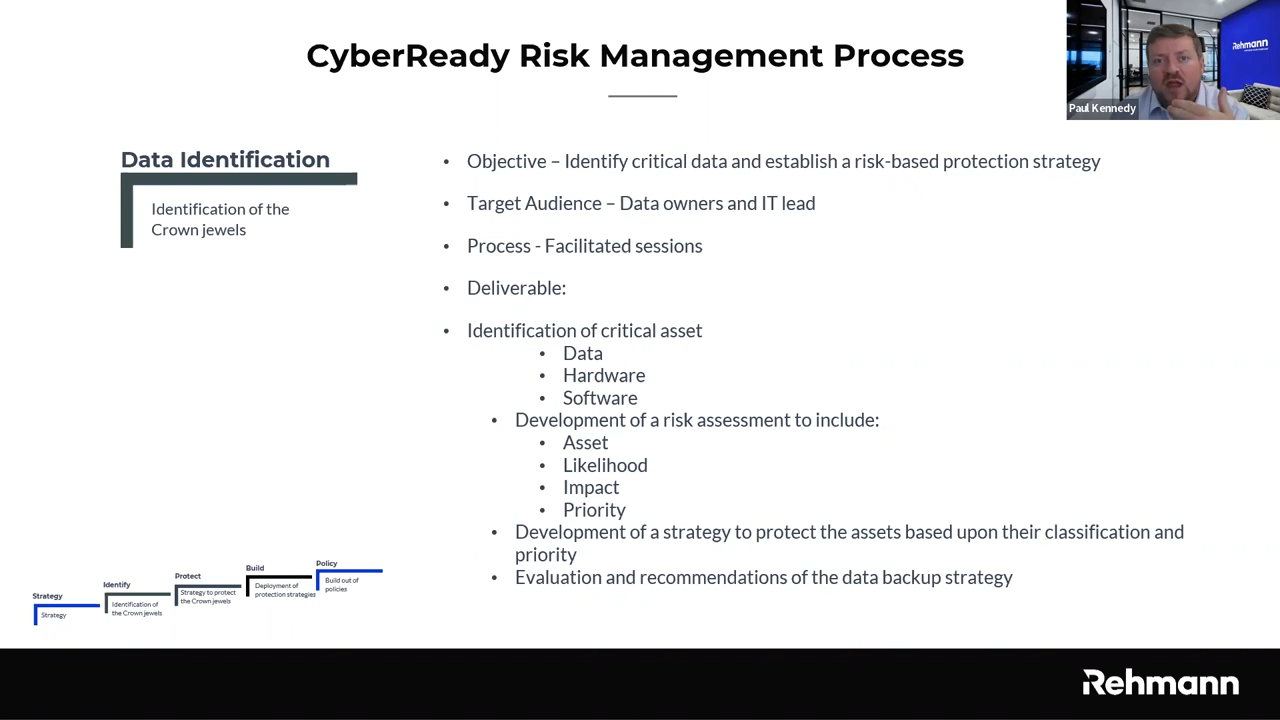 CyberReady Risk Management Process
Rehmann
Paul Kennedy
Data Identification
Identification of the
Crown jewels
• Objective – Identify critical data and establish a risk-based protection strategy
• Target Audience – Data owners and IT lead
• Process - Facilitated sessions
• Deliverable:
• Identification of critical asset
• Data
• Hardware
• Software
• Development of a risk assessment to include:
• Asset
• Likelihood
• Impact
• Priority
• Development of a strategy to protect the assets based upon their classification and
priority
• Evaluation and recommendations of the data backup strategy
Strategy
Strategy
Identify
Identification of
the Crown jewels
Protect
Strategy to protect
the Crown jewels
Build
Deployment of
protection strategies
Policy
Build out of
policies
Rehmann